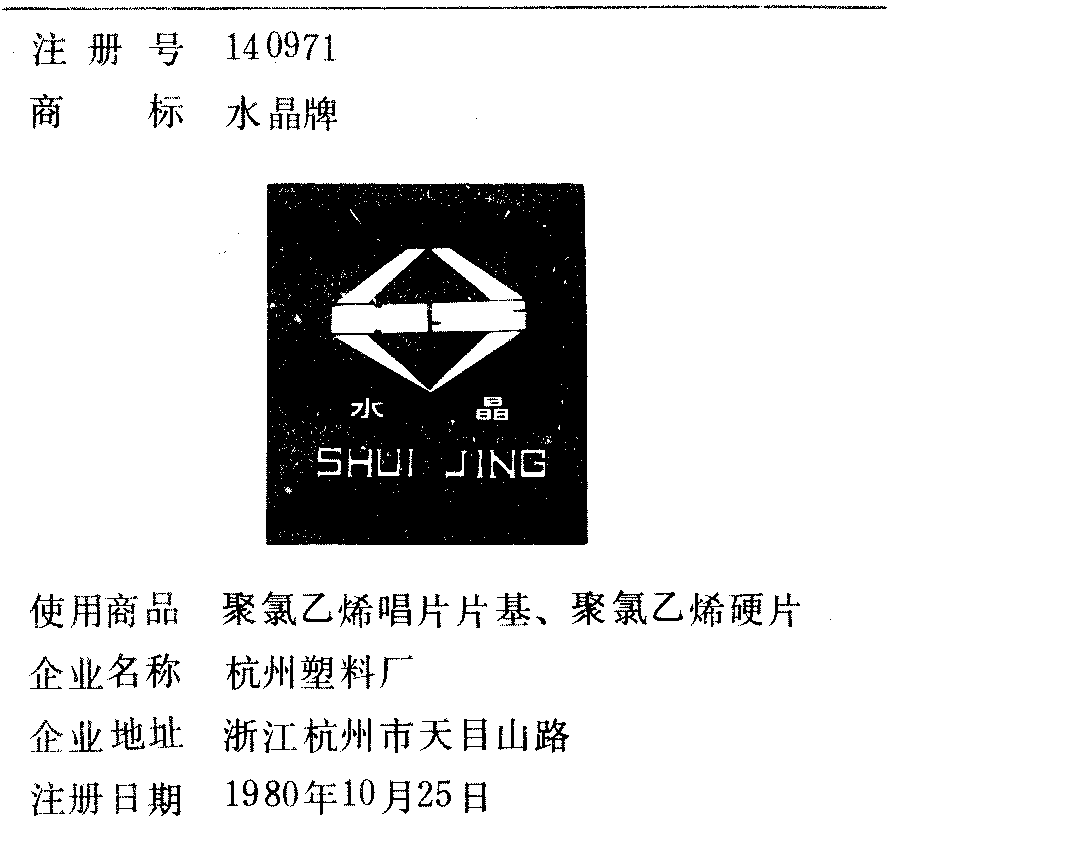 注册号 140971
商标 水晶牌
水晶
SHUI JING
使用商品 聚氯乙烯唱片片基、聚氯乙烯硬片
企业名称 杭州塑料厂
企业地址 浙江杭州市天目山路
注册日期 1980年10月25日